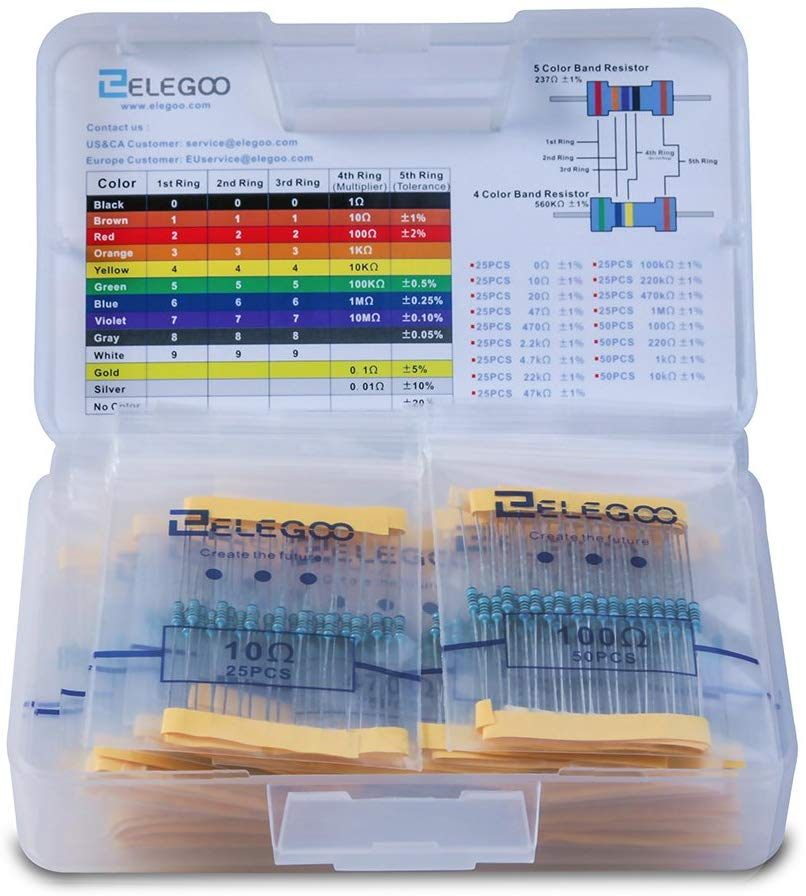 ELEGOO
www.elegoo.com
Contact us :
US&CA Customer: service@elegoo.com
Europe Customer: EUservice@elegoo.com
Color 1st Ring 2nd Ring 3rd Ring 4th Ring (Multiplier) 5th Ring (Tolerance)
Black 0 0 0 1Ω
Brown 1 1 1 10Ω ±1%
Red 2 2 2 100Ω ±2%
Orange 3 3 3 1KΩ
Yellow 4 4 4 10KΩ
Green 5 5 5 100KΩ ±0.5%
Blue 6 6 6 1MΩ ±0.25%
Violet 7 7 7 10MΩ ±0.10%
Gray 8 8 8 ±0.05%
White 9 9 9
Gold 0.1Ω ±5%
Silver 0.01Ω ±10%
No Color ±20%
5 Color Band Resistor
237Ω ±1%
1st Ring
2nd Ring
3rd Ring
4th Ring
5th Ring
4 Color Band Resistor
560KΩ ±1%
25PCS 0Ω ±1% 25PCS 100kΩ ±1%
25PCS 10Ω ±1% 25PCS 220kΩ ±1%
25PCS 20Ω ±1% 25PCS 470kΩ ±1%
25PCS 47Ω ±1% 25PCS 1MΩ ±1%
25PCS 470Ω ±1% 50PCS 100Ω ±1%
25PCS 2.2kΩ ±1% 50PCS 220Ω ±1%
25PCS 4.7kΩ ±1% 50PCS 1kΩ ±1%
25PCS 22kΩ ±1% 50PCS 10kΩ ±1%
25PCS 47kΩ ±1%
ELEGOO
Create the future
10Ω
25PCS
ELEGOO
Create the future
100Ω
50PCS